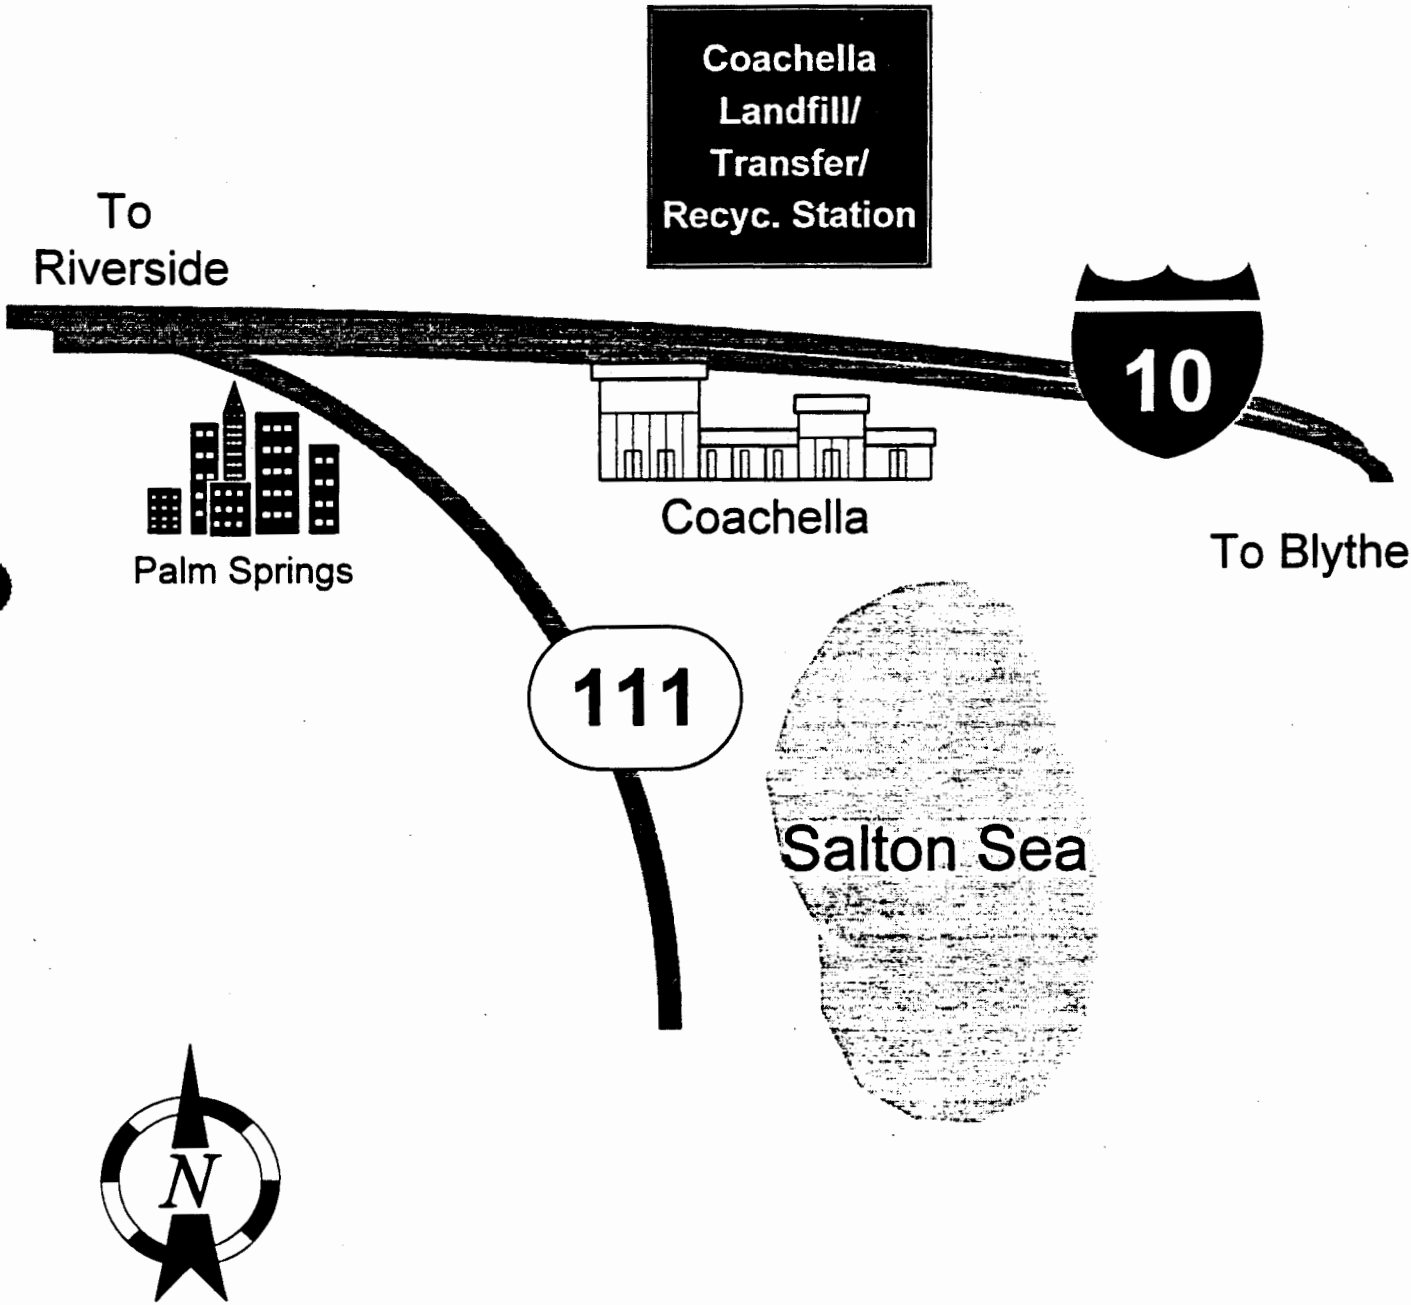 Coachella
Landfill/
Transfer/
Recyc. Station
To
Riverside
10
Coachella
To Blythe
Palm Springs
111
Salton Sea
N